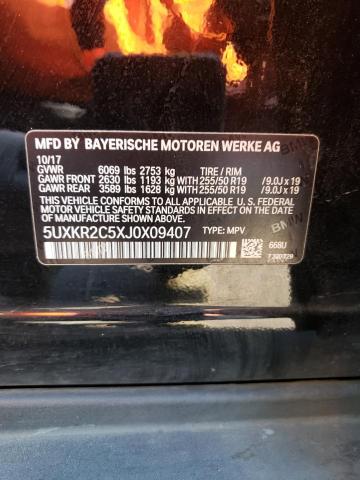 MFD BY BAYERISCHE MOTOREN WERKE AG
10/17
GVWR 6069 lbs 2753 kg TIRE / RIM
GAWR FRONT 2630 lbs 1193 kg WITH 255/50 R19 /9.0J x 19
GAWR REAR 3589 lbs 1628 kg WITH 255/50 R19 /9.0J x 19
THIS VEHICLE CONFORMS TO ALL APPLICABLE U. S. FEDERAL
MOTOR VEHICLE SAFETY STANDARDS IN EFFECT ON THE
DATE OF MANUFACTURE SHOWN ABOVE.
5UXKR2C5XJ0X09407 TYPE: MPV
668U
BMW
BMW